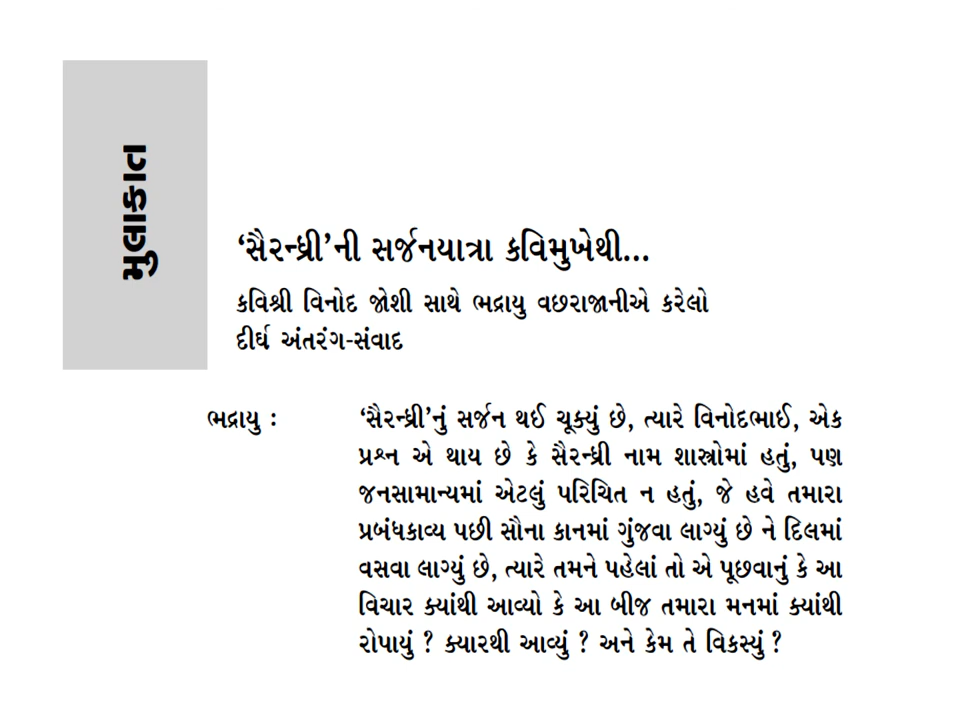 મુલાકાત
‘સૈરન્ધ્રી’ની સર્જનયાત્રા કવિમુખેથી...
કવિશ્રી વિનોદ જોશી સાથે ભદ્રાયુ વછરાજાનીએ કરેલો
દીર્ઘ અંતરંગ-સંવાદ
ભદ્રાયુ : ‘સૈરન્ધ્રી’નું સર્જન થઈ ચૂક્યું છે, ત્યારે વિનોદભાઈ, એક
પ્રશ્ન એ થાય છે કે સૈરન્ધ્રી નામ શાસ્ત્રોમાં હતું, પણ
જનસામાન્યમાં એટલું પરિચિત ન હતું, જે હવે તમારા
પ્રબંધકાવ્ય પછી સૌના કાનમાં ગુંજવા લાગ્યું છે ને દિલમાં
વસવા લાગ્યું છે, ત્યારે તમને પહેલાં તો એ પૂછવાનું કે આ
વિચાર ક્યાંથી આવ્યો કે આ બીજ તમારા મનમાં ક્યાંથી
રોપાયું ? ક્યારથી આવ્યું ? અને કેમ તે વિકસ્યું ?